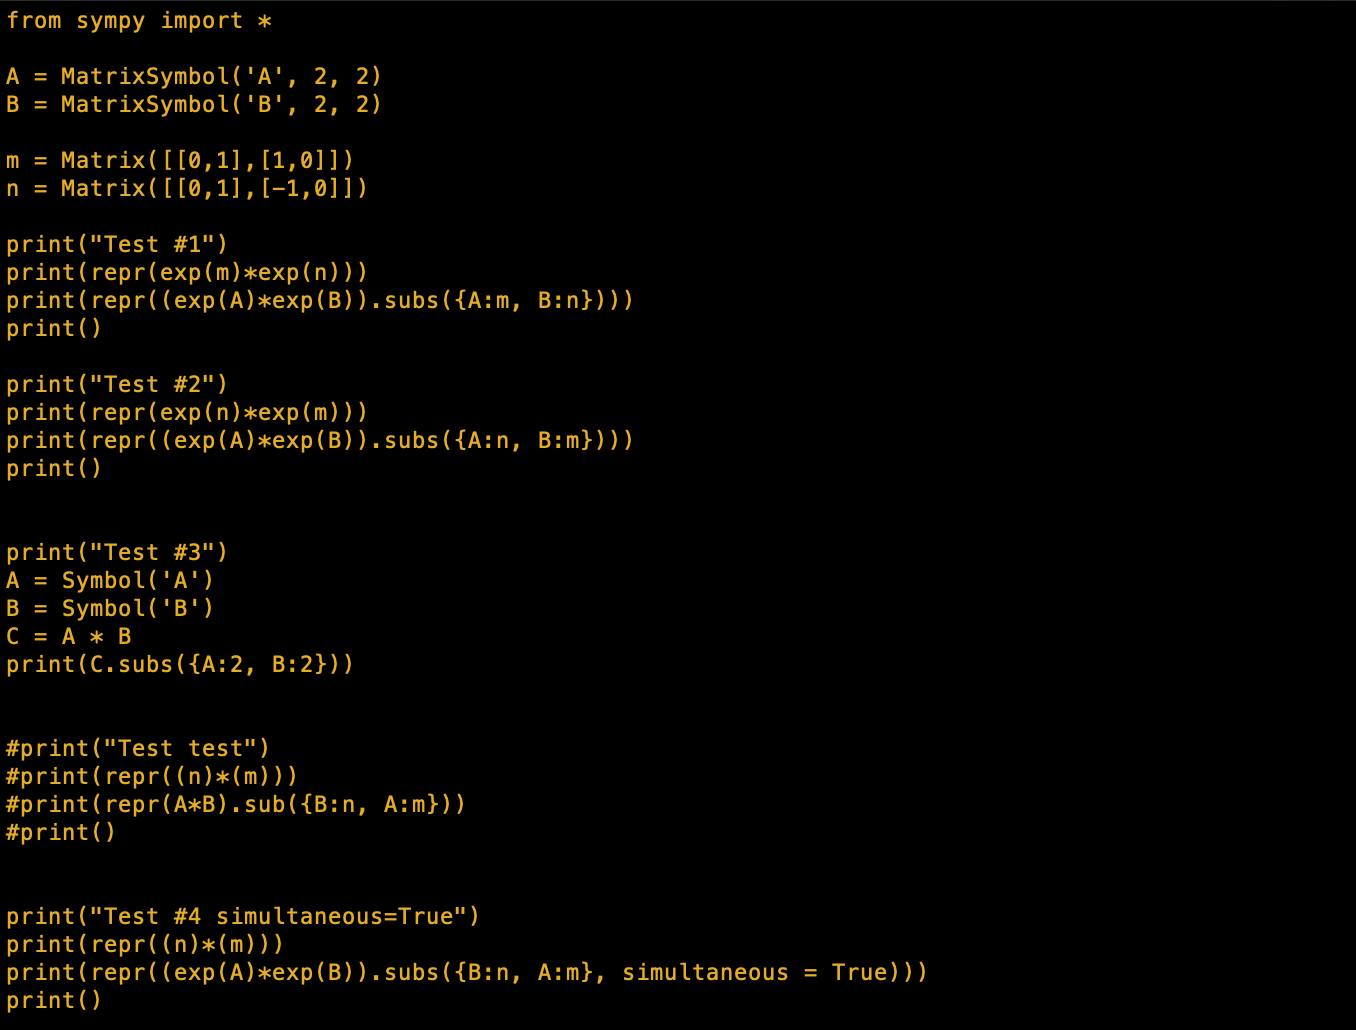 from sympy import *
A = MatrixSymbol('A', 2, 2)
B = MatrixSymbol('B', 2, 2)
m = Matrix([[0,1],[1,0]])
n = Matrix([[0,1],[-1,0]])
print("Test #1")
print(repr(exp(m)*exp(n)))
print(repr((exp(A)*exp(B)).subs({A:m, B:n})))
print()
print("Test #2")
print(repr(exp(n)*exp(m)))
print(repr((exp(A)*exp(B)).subs({A:n, B:m})))
print()
print("Test #3")
A = Symbol('A')
B = Symbol('B')
C = A * B
print(C.subs({A:2, B:2}))
#print("Test test")
#print(repr((n)*(m)))
#print(repr(A*B).sub({B:n, A:m}))
#print()
print("Test #4 simultaneous=True")
print(repr((n)*(m)))
print(repr((exp(A)*exp(B)).subs({B:n, A:m}, simultaneous = True)))
print()